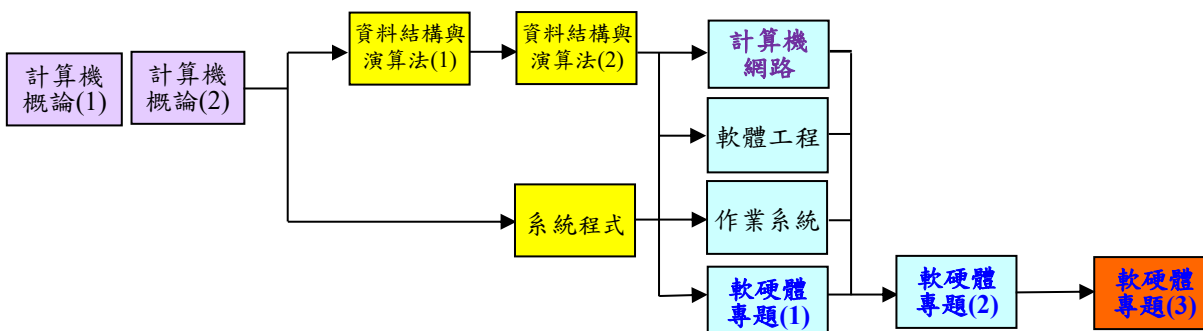 計算機
概論(1)
計算機
概論(2)
資料結構與
演算法(1)
資料結構與
演算法(2)
系統程式
計算機
網路
軟體工程
作業系統
軟硬體
專題(1)
軟硬體
專題(2)
軟硬體
專題(3)